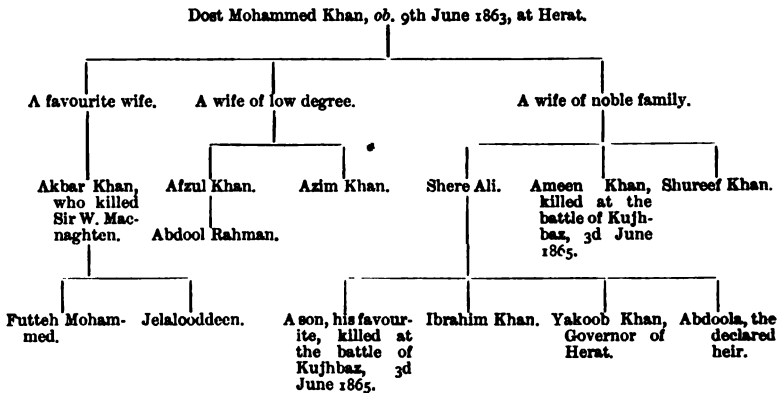 Dost Mohammed Khan, ob. 9th June 1863, at Herat.
A favourite wife. A wife of low degree. A wife of noble family.
Akbar Khan,
who killed
Sir W. Mac-
naghten.
Afzul Khan. Azim Khan. Shere Ali.
Ameen Khan,
killed at the
battle of Kujh-
baz, 3d June
1865.
Shureef Khan.
Abdool Rahman.
Futteh Moham-
med.
Jelalooddeen.
A son, his favour-
ite, killed at
the battle of
Kujhbaz, 3d
June 1865.
Ibrahim Khan.
Yakoob Khan,
Governor of
Herat.
Abdoola, the
declared
heir.